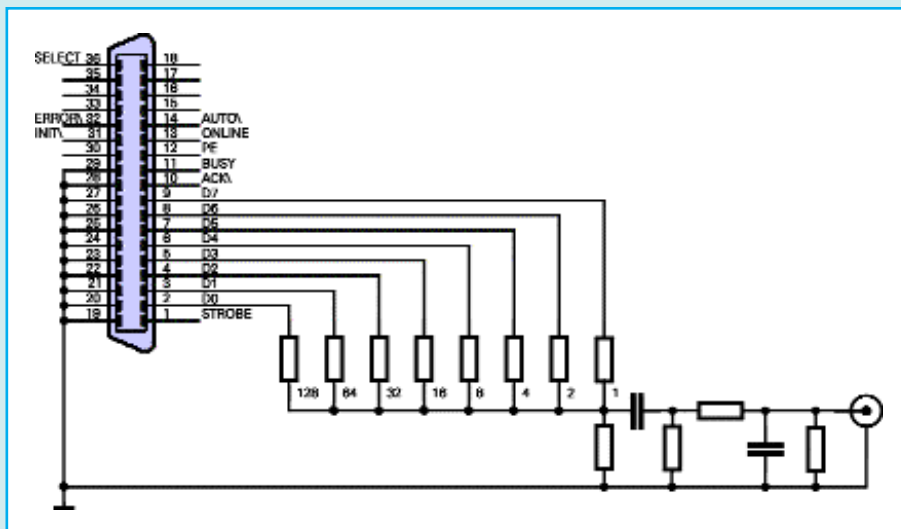 SELECT 36 18
35 17
34 16
33 15
ERROR\ 32 14 AUTO\
INIT\ 31 13 ONLINE
30 12 PE
29 11 BUSY
28 10 ACK\
27 9 D7
26 8 D6
25 7 D5
24 6 D4
23 5 D3
22 4 D2
21 3 D1
20 2 D0
19 1 STROBE
128 64 32 16 8 4 2 1